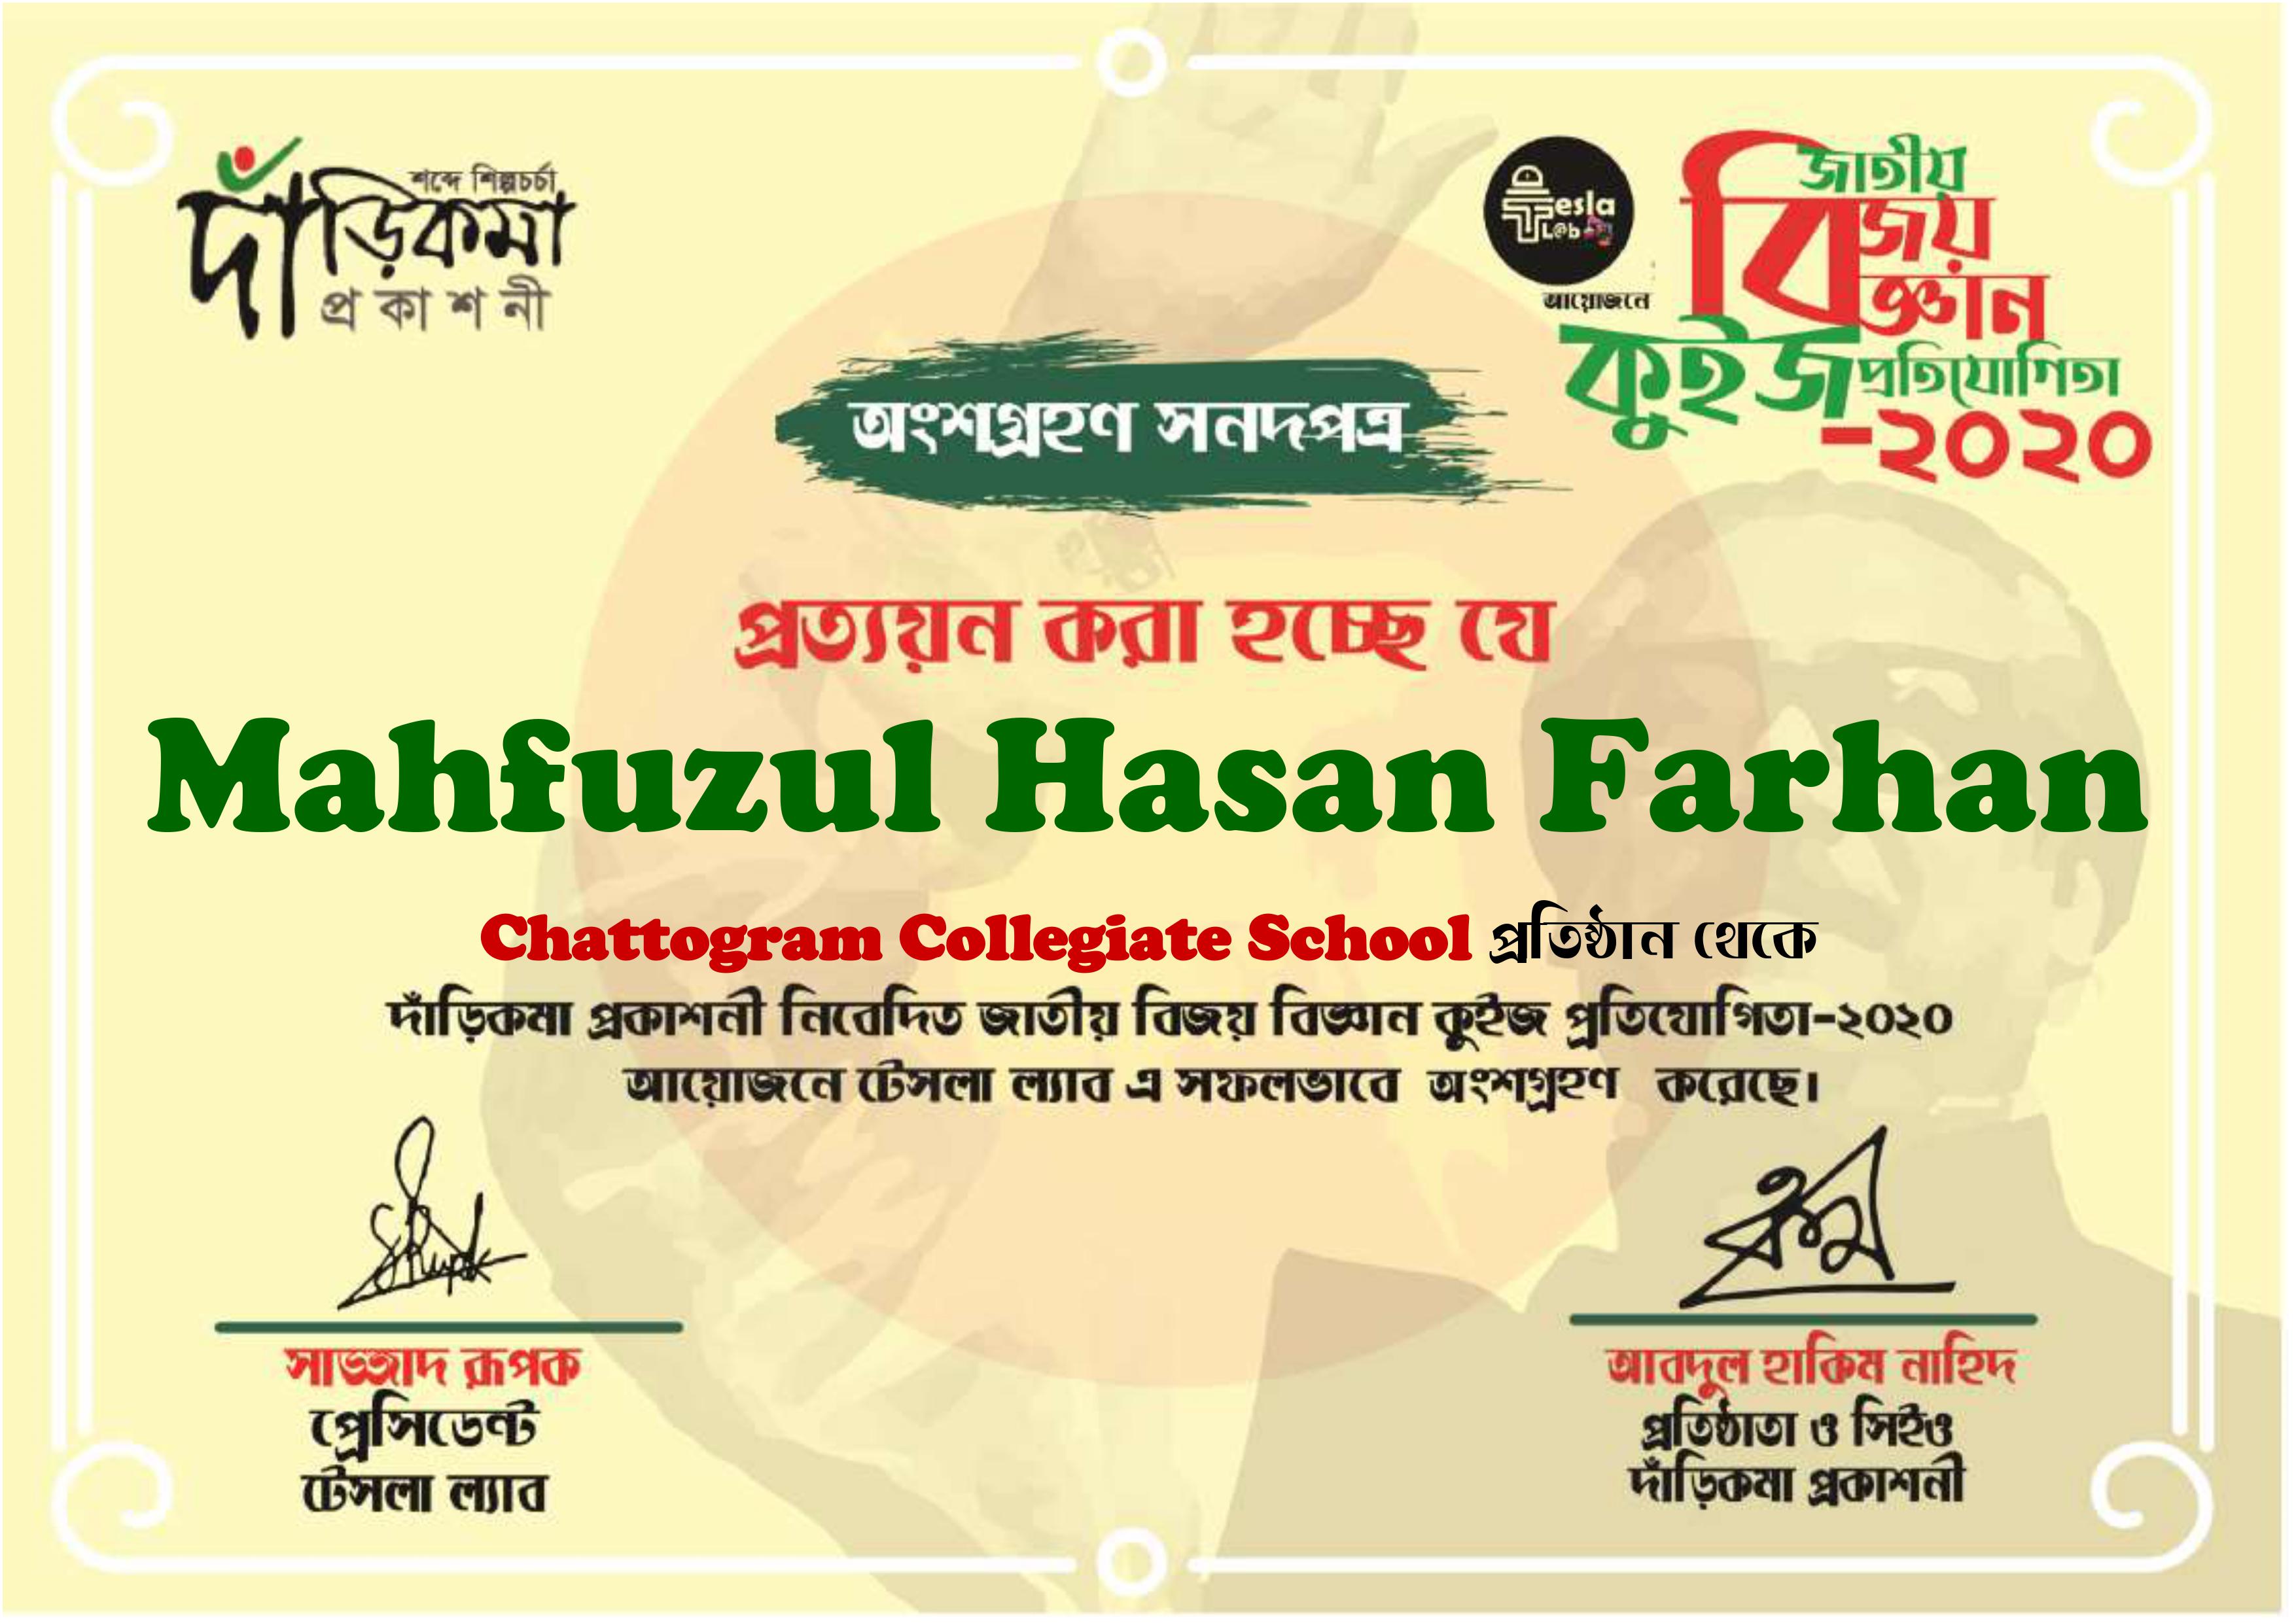 শব্দে শিল্পচর্চা
দাঁড়িকমা
প্রকাশনী
Tesla
L@b
আয়োজনে
জাতীয়
বিজয়
বিজ্ঞান
কুইজ প্রতিযোগিতা
-২০২০
অংশগ্রহণ সনদপত্র
প্রত্যয়ন করা হচ্ছে যে
Mahfuzul Hasan Farhan
Chattogram Collegiate School প্রতিষ্ঠান থেকে
দাঁড়িকমা প্রকাশনী নিবেদিত জাতীয় বিজয় বিজ্ঞান কুইজ প্রতিযোগিতা-২০২০
আয়োজনে টেসলা ল্যাব এ সফলভাবে অংশগ্রহণ করেছে।
সাজ্জাদ রূপক
প্রেসিডেন্ট
টেসলা ল্যাব
আবদুল হাকিম নাহিদ
প্রতিষ্ঠাতা ও সিইও
দাঁড়িকমা প্রকাশনী